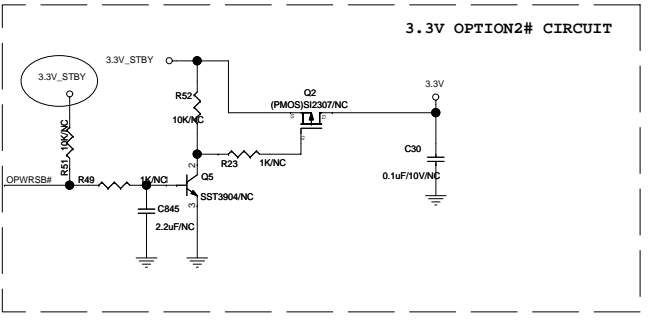 3.3V OPTION2# CIRCUIT
3.3V_STBY
3.3V_STBY
Q2
(PMOS)SI2307/NC
3.3V
R52
10K/NC
R51
10K/NC
R23
1K/NC
C30
0.1uF/10V/NC
OPWRSB#
R49
1K/NC
2
Q5
SST3904/NC
3
C845
2.2uF/NC